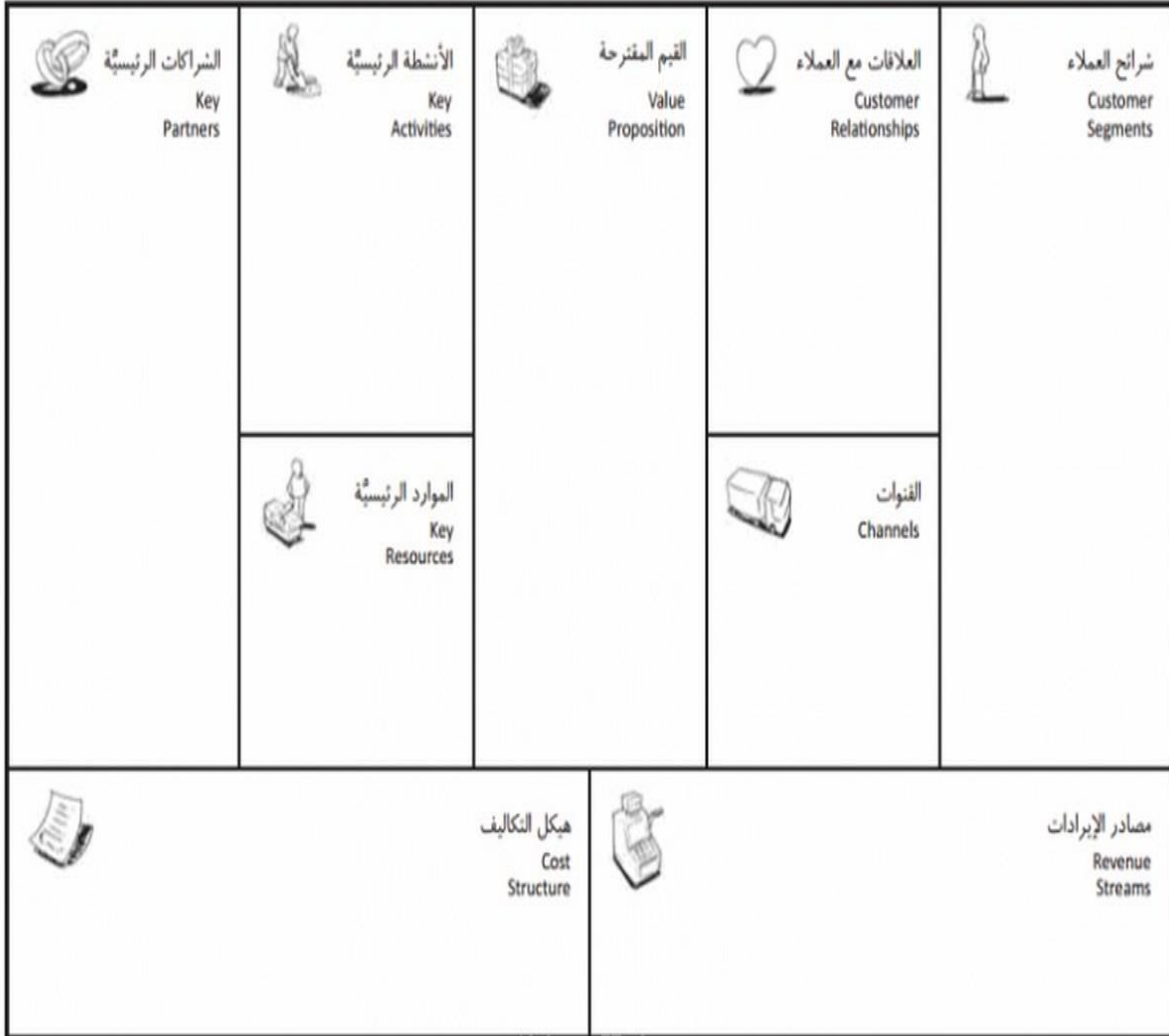 الشراكات الرئيسيَّة
Key
Partners
الأنشطة الرئيسيَّة
Key
Activities
القيم المقترحة
Value
Proposition
العلاقات مع العملاء
Customer
Relationships
شرائح العملاء
Customer
Segments
الموارد الرئيسيَّة
Key
Resources
القنوات
Channels
هيكل التكاليف
Cost
Structure
مصادر الإيرادات
Revenue
Streams